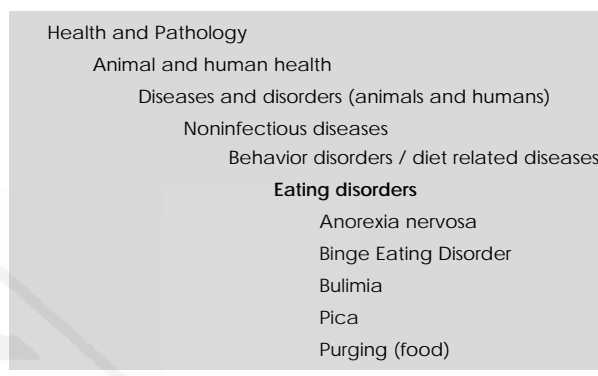 Health and Pathology
Animal and human health
Diseases and disorders (animals and humans)
Noninfectious diseases
Behavior disorders / diet related diseases
Eating disorders
Anorexia nervosa
Binge Eating Disorder
Bulimia
Pica
Purging (food)